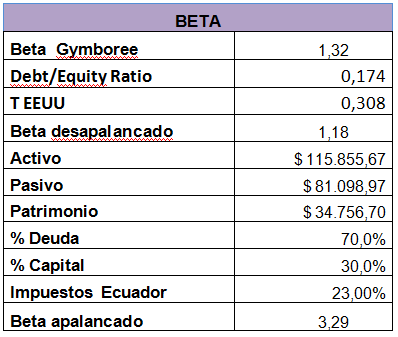 BETA
Beta Gymboree 1,32
Debt/Equity Ratio 0,174
T EEUU 0,308
Beta desapalancado 1,18
Activo $ 115.855,67
Pasivo $ 81.098,97
Patrimonio $ 34.756,70
% Deuda 70,0%
% Capital 30,0%
Impuestos Ecuador 23,00%
Beta apalancado 3,29